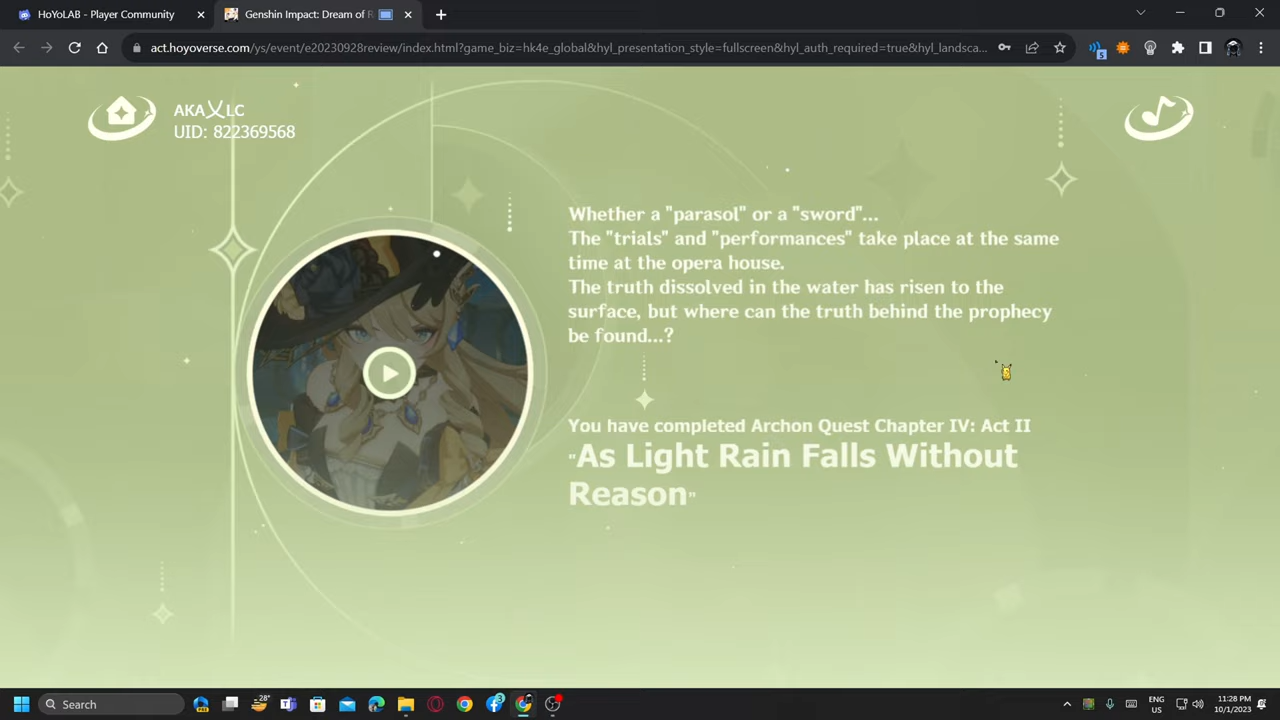 HoYoLAB - Player Community
Genshin Impact: Dream of R
act.hoyoverse.com/ys/event/e20230928review/index.html?game_biz=hk4e_global&hyl_presentation_style=fullscreen&hyl_auth_required=true&hyl_landsca...
5
AKA乂LC
UID: 822369568
Whether a "parasol" or a "sword"...
The "trials" and "performances" take place at the same
time at the opera house.
The truth dissolved in the water has risen to the
surface, but where can the truth behind the prophecy
be found...?
You have completed Archon Quest Chapter IV: Act II
"As Light Rain Falls Without
Reason"
Search
28°
3
ENG
US
11:28 PM
10/1/2023